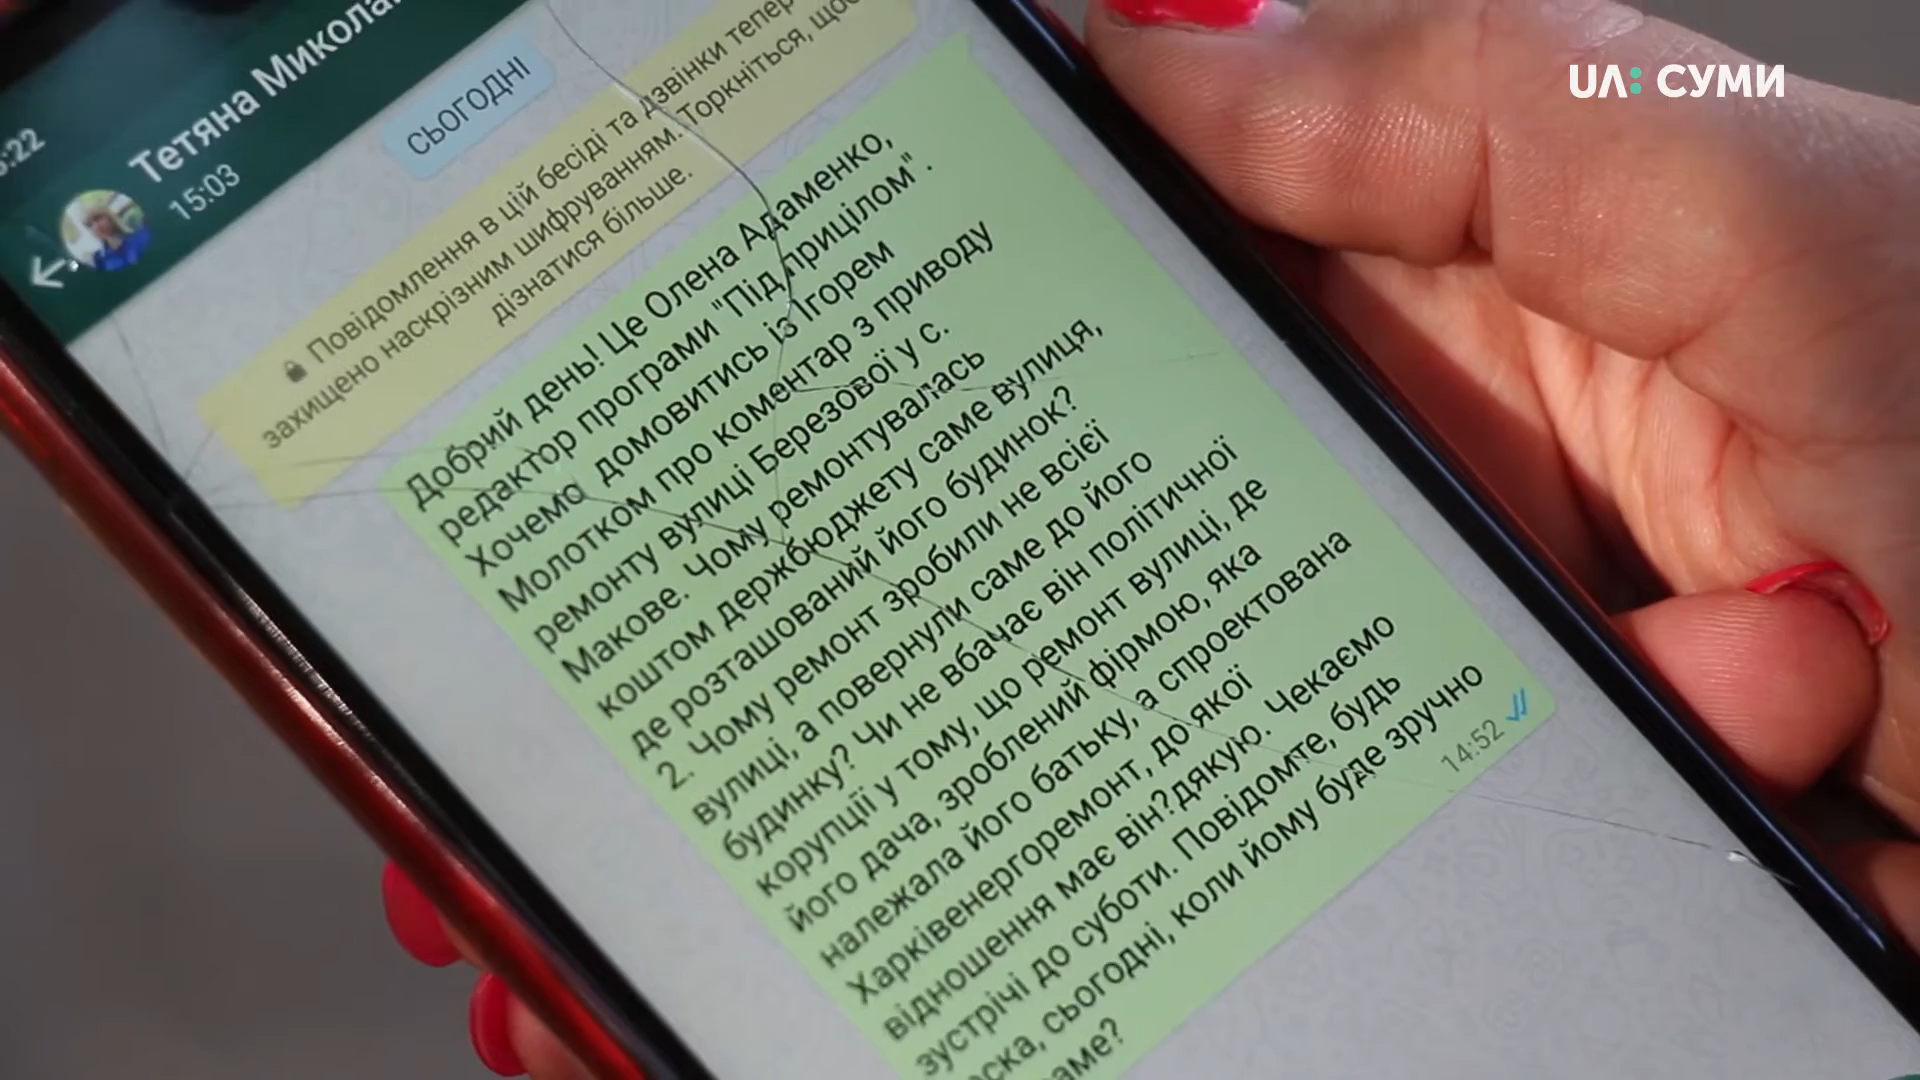 UA: СУМИ
Тетяна
15:03
СЬОГОДНІ
Повідомлення в цій бесіді та дзвінки тепер
захищено наскрізним шифруванням. Торкніться, щоб
дізнатися більше.
Добрий день! Це Олена Адаменко,
редактор програми "Під прицілом".
Хочемо домовитись із Ігорем
Молотком про коментар з приводу
ремонту вулиці Березової у с.
Макове. Чому ремонтувалась
коштом держбюджету саме вулиця,
де розташований його будинок?
2. Чому ремонт зробили не всієї
вулиці, а повернули саме до його
будинку? Чи не вбачає він політичної
корупції у тому, що ремонт вулиці, де
його дача, зроблений фірмою, яка
належала його батьку, а спроектована
Харківенергоремонт, до якої
відношення має він?дякую. Чекаємо
зустрічі до суботи. Повідомте, будь
сьогодні, коли йому буде зручно
14:52